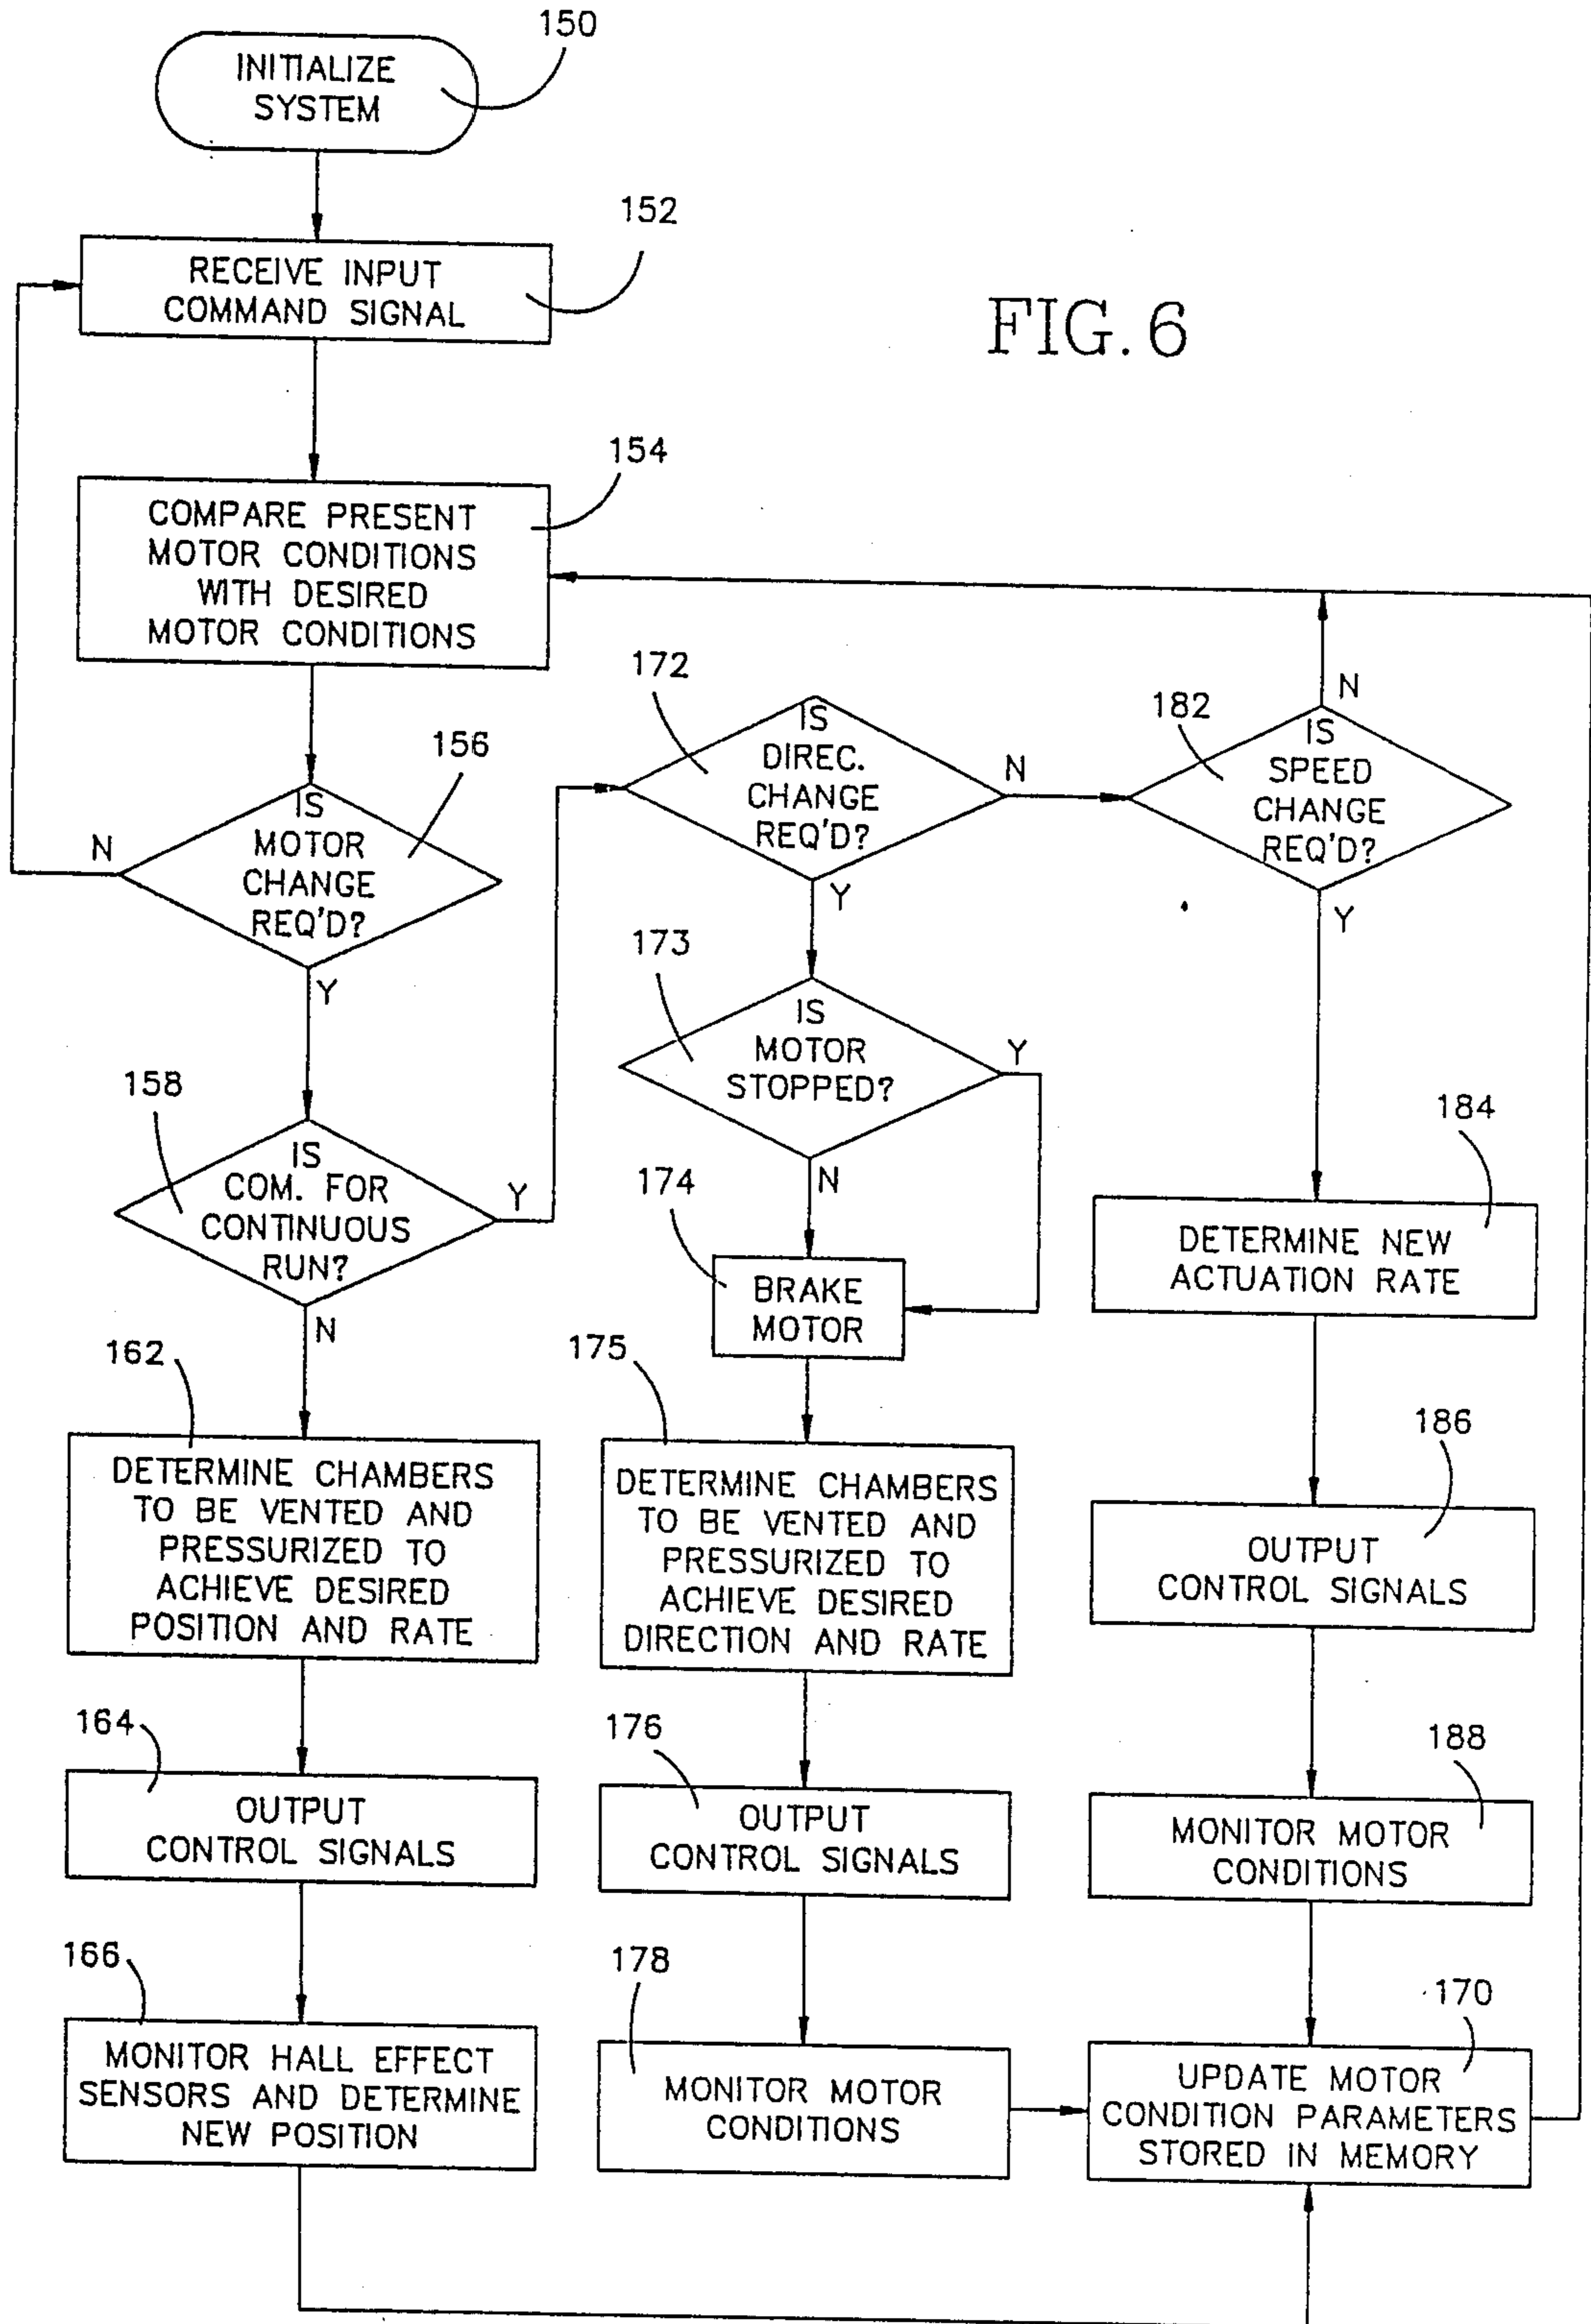 150
INITIALIZE
SYSTEM
152
RECEIVE INPUT
COMMAND SIGNAL
FIG. 6
154
COMPARE PRESENT
MOTOR CONDITIONS
WITH DESIRED
MOTOR CONDITIONS
156
IS
MOTOR
CHANGE
REQ'D?
N
Y
158
IS
COM. FOR
CONTINUOUS
RUN?
Y
N
162
DETERMINE CHAMBERS
TO BE VENTED AND
PRESSURIZED TO
ACHIEVE DESIRED
POSITION AND RATE
164
OUTPUT
CONTROL SIGNALS
166
MONITOR HALL EFFECT
SENSORS AND DETERMINE
NEW POSITION
172
IS
DIREC.
CHANGE
REQ'D?
N
Y
173
IS
MOTOR
STOPPED?
Y
N
174
BRAKE
MOTOR
175
DETERMINE CHAMBERS
TO BE VENTED AND
PRESSURIZED TO
ACHIEVE DESIRED
DIRECTION AND RATE
176
OUTPUT
CONTROL SIGNALS
178
MONITOR MOTOR
CONDITIONS
182
N
IS
SPEED
CHANGE
REQ'D?
Y
184
DETERMINE NEW
ACTUATION RATE
186
OUTPUT
CONTROL SIGNALS
188
MONITOR MOTOR
CONDITIONS
170
UPDATE MOTOR
CONDITION PARAMETERS
STORED IN MEMORY